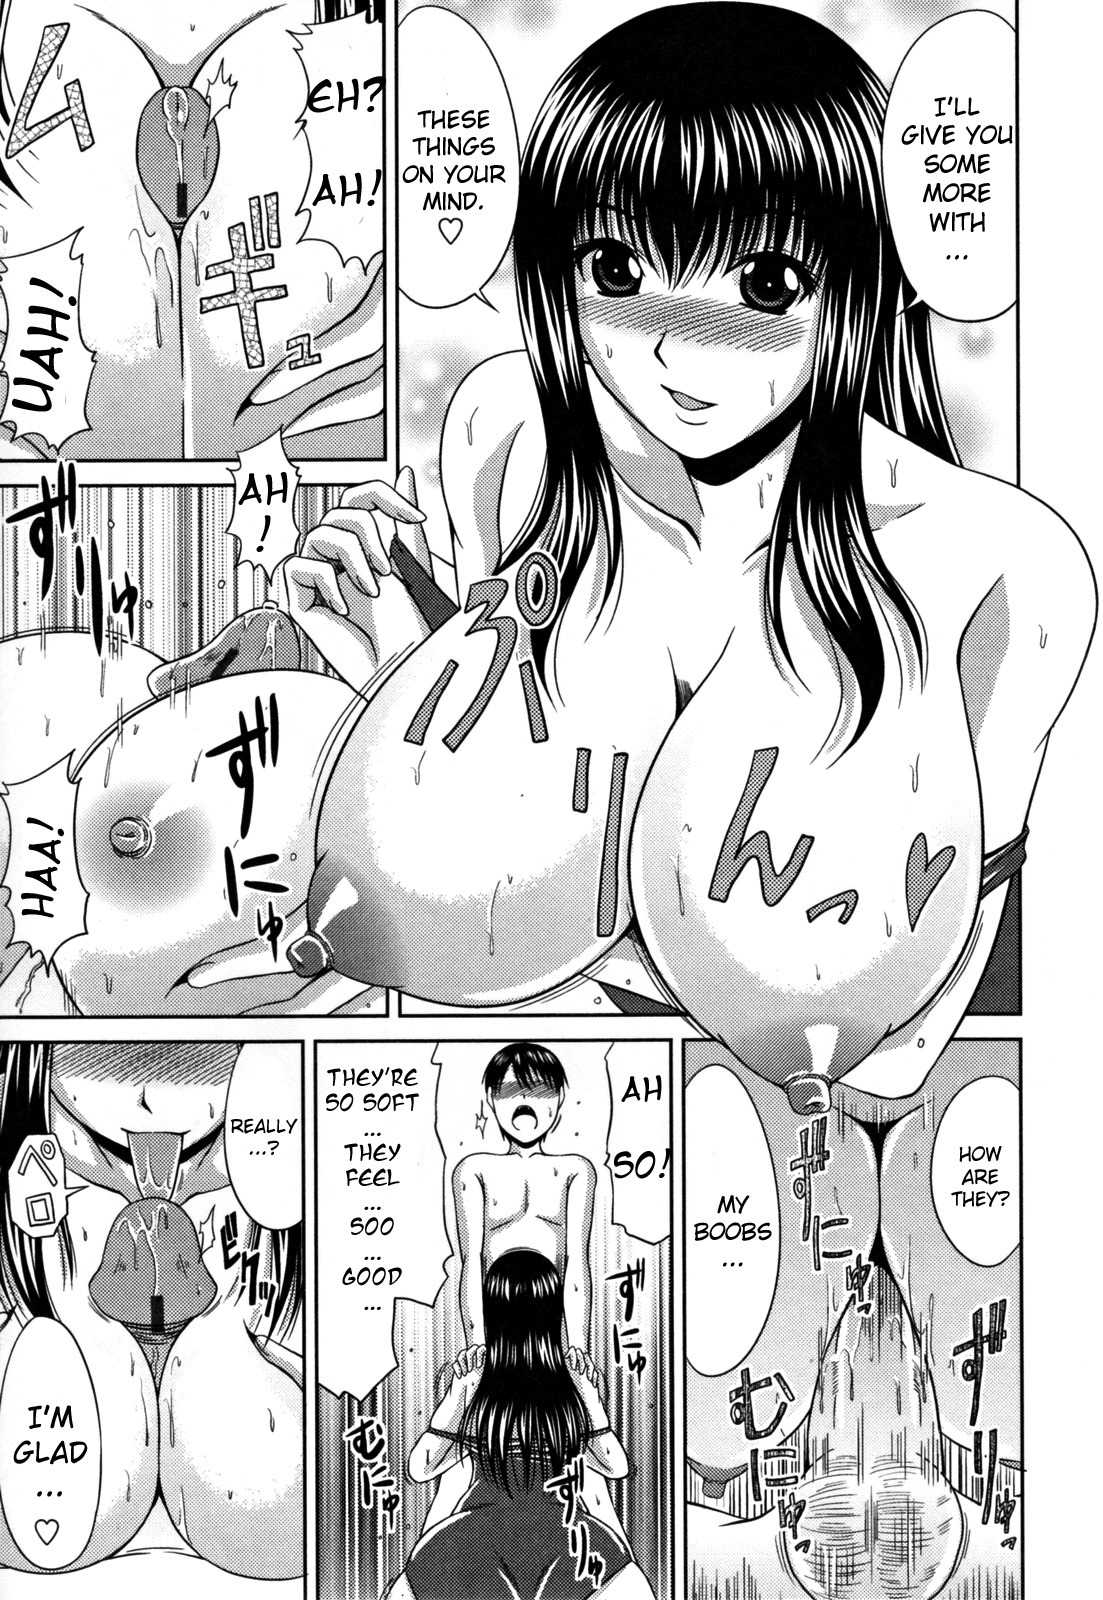 I'LL
GIVE YOU
SOME
MORE
WITH
...
THESE
THINGS
ON YOUR
MIND.
♡
ぷ
りんっ♡
EH?
AH!
ム
ギュ
UAH!
AH
!
ずりゅ
ずにゅ
HAA!
HOW
ARE
THEY?
MY
BOOBS
...
ずにゅ
ずりゅ
むにゅ
AH
SO!
THEY'RE
SO SOFT
...
THEY
FEEL
...
SOO
...
GOOD
...
ずにゅ
ずりゅ
むにゅ
REALLY
...?
ペロ
ビクッ
I'M
GLAD
...
♡